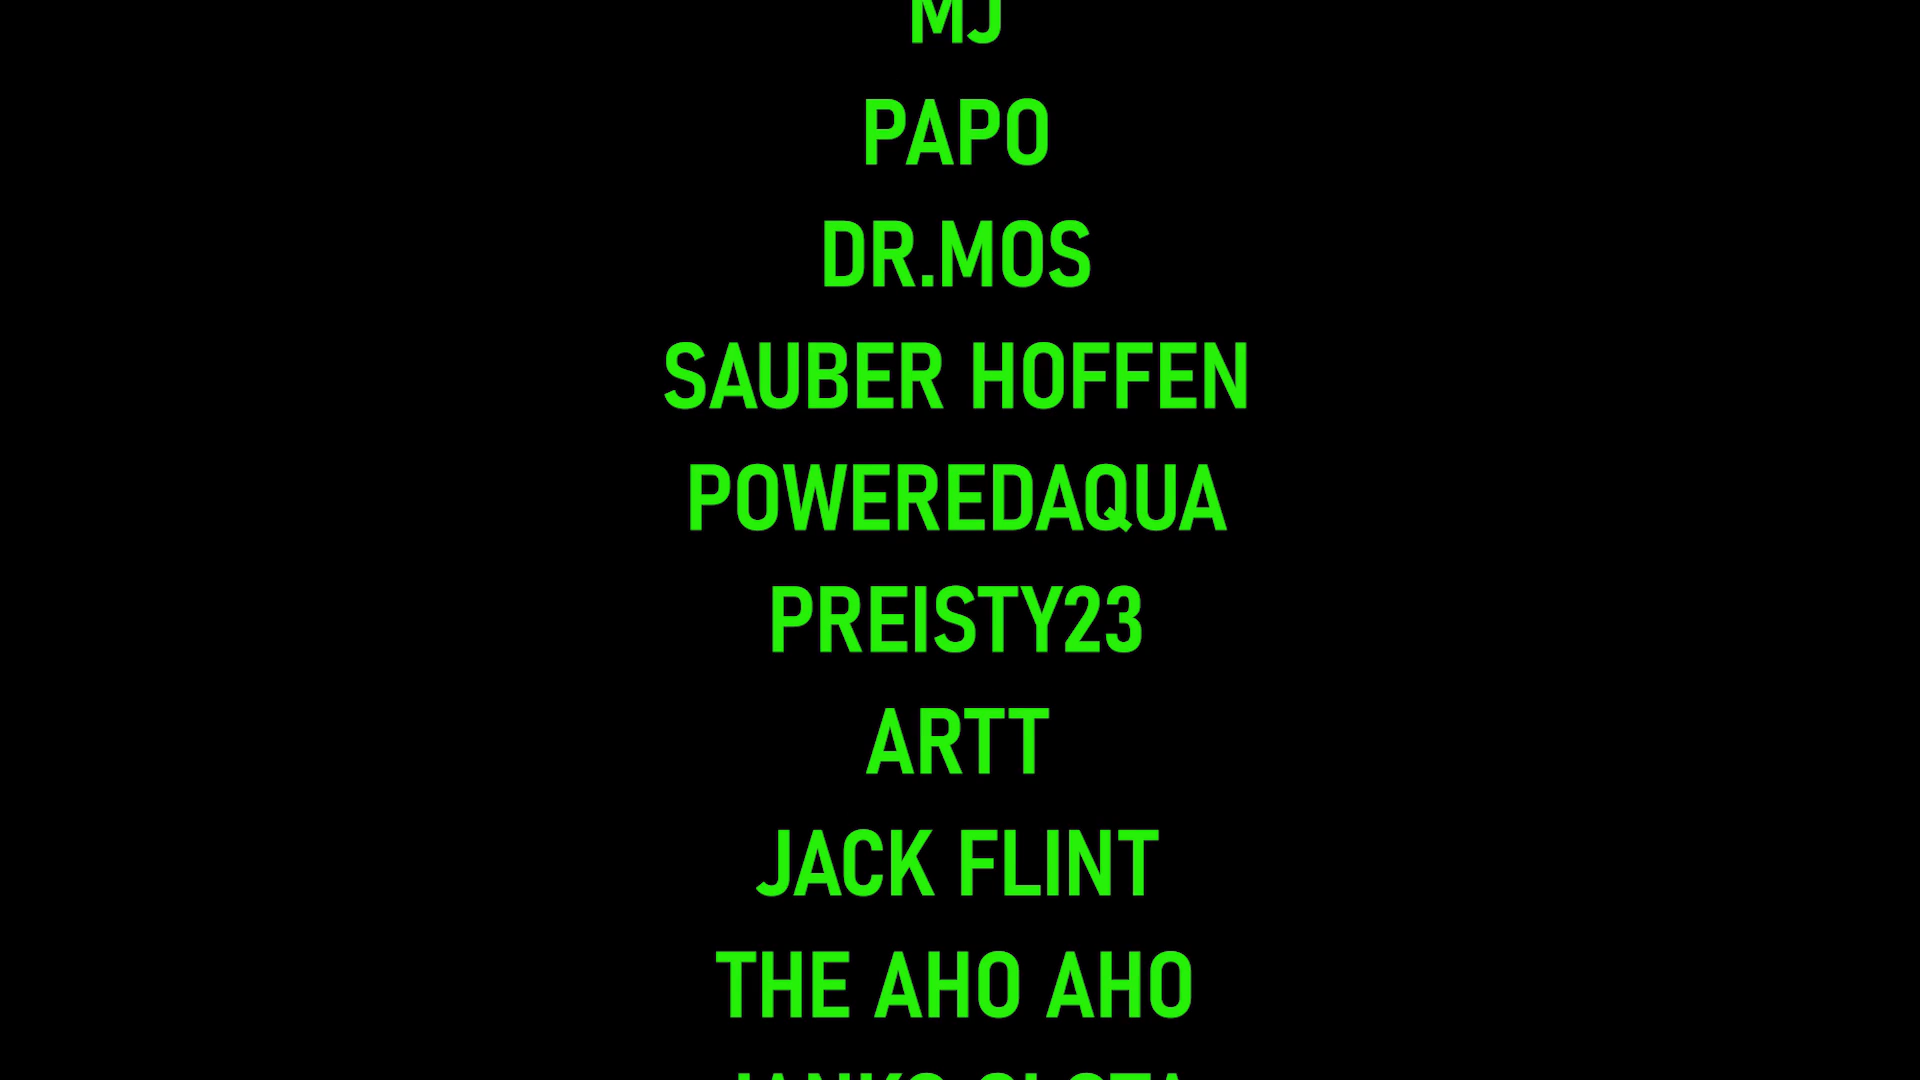 MJ
PAPO
DR.MOS
SAUBER HOFFEN
POWEREDAQUA
PREISTY23
ARTT
JACK FLINT
THE AHO AHO